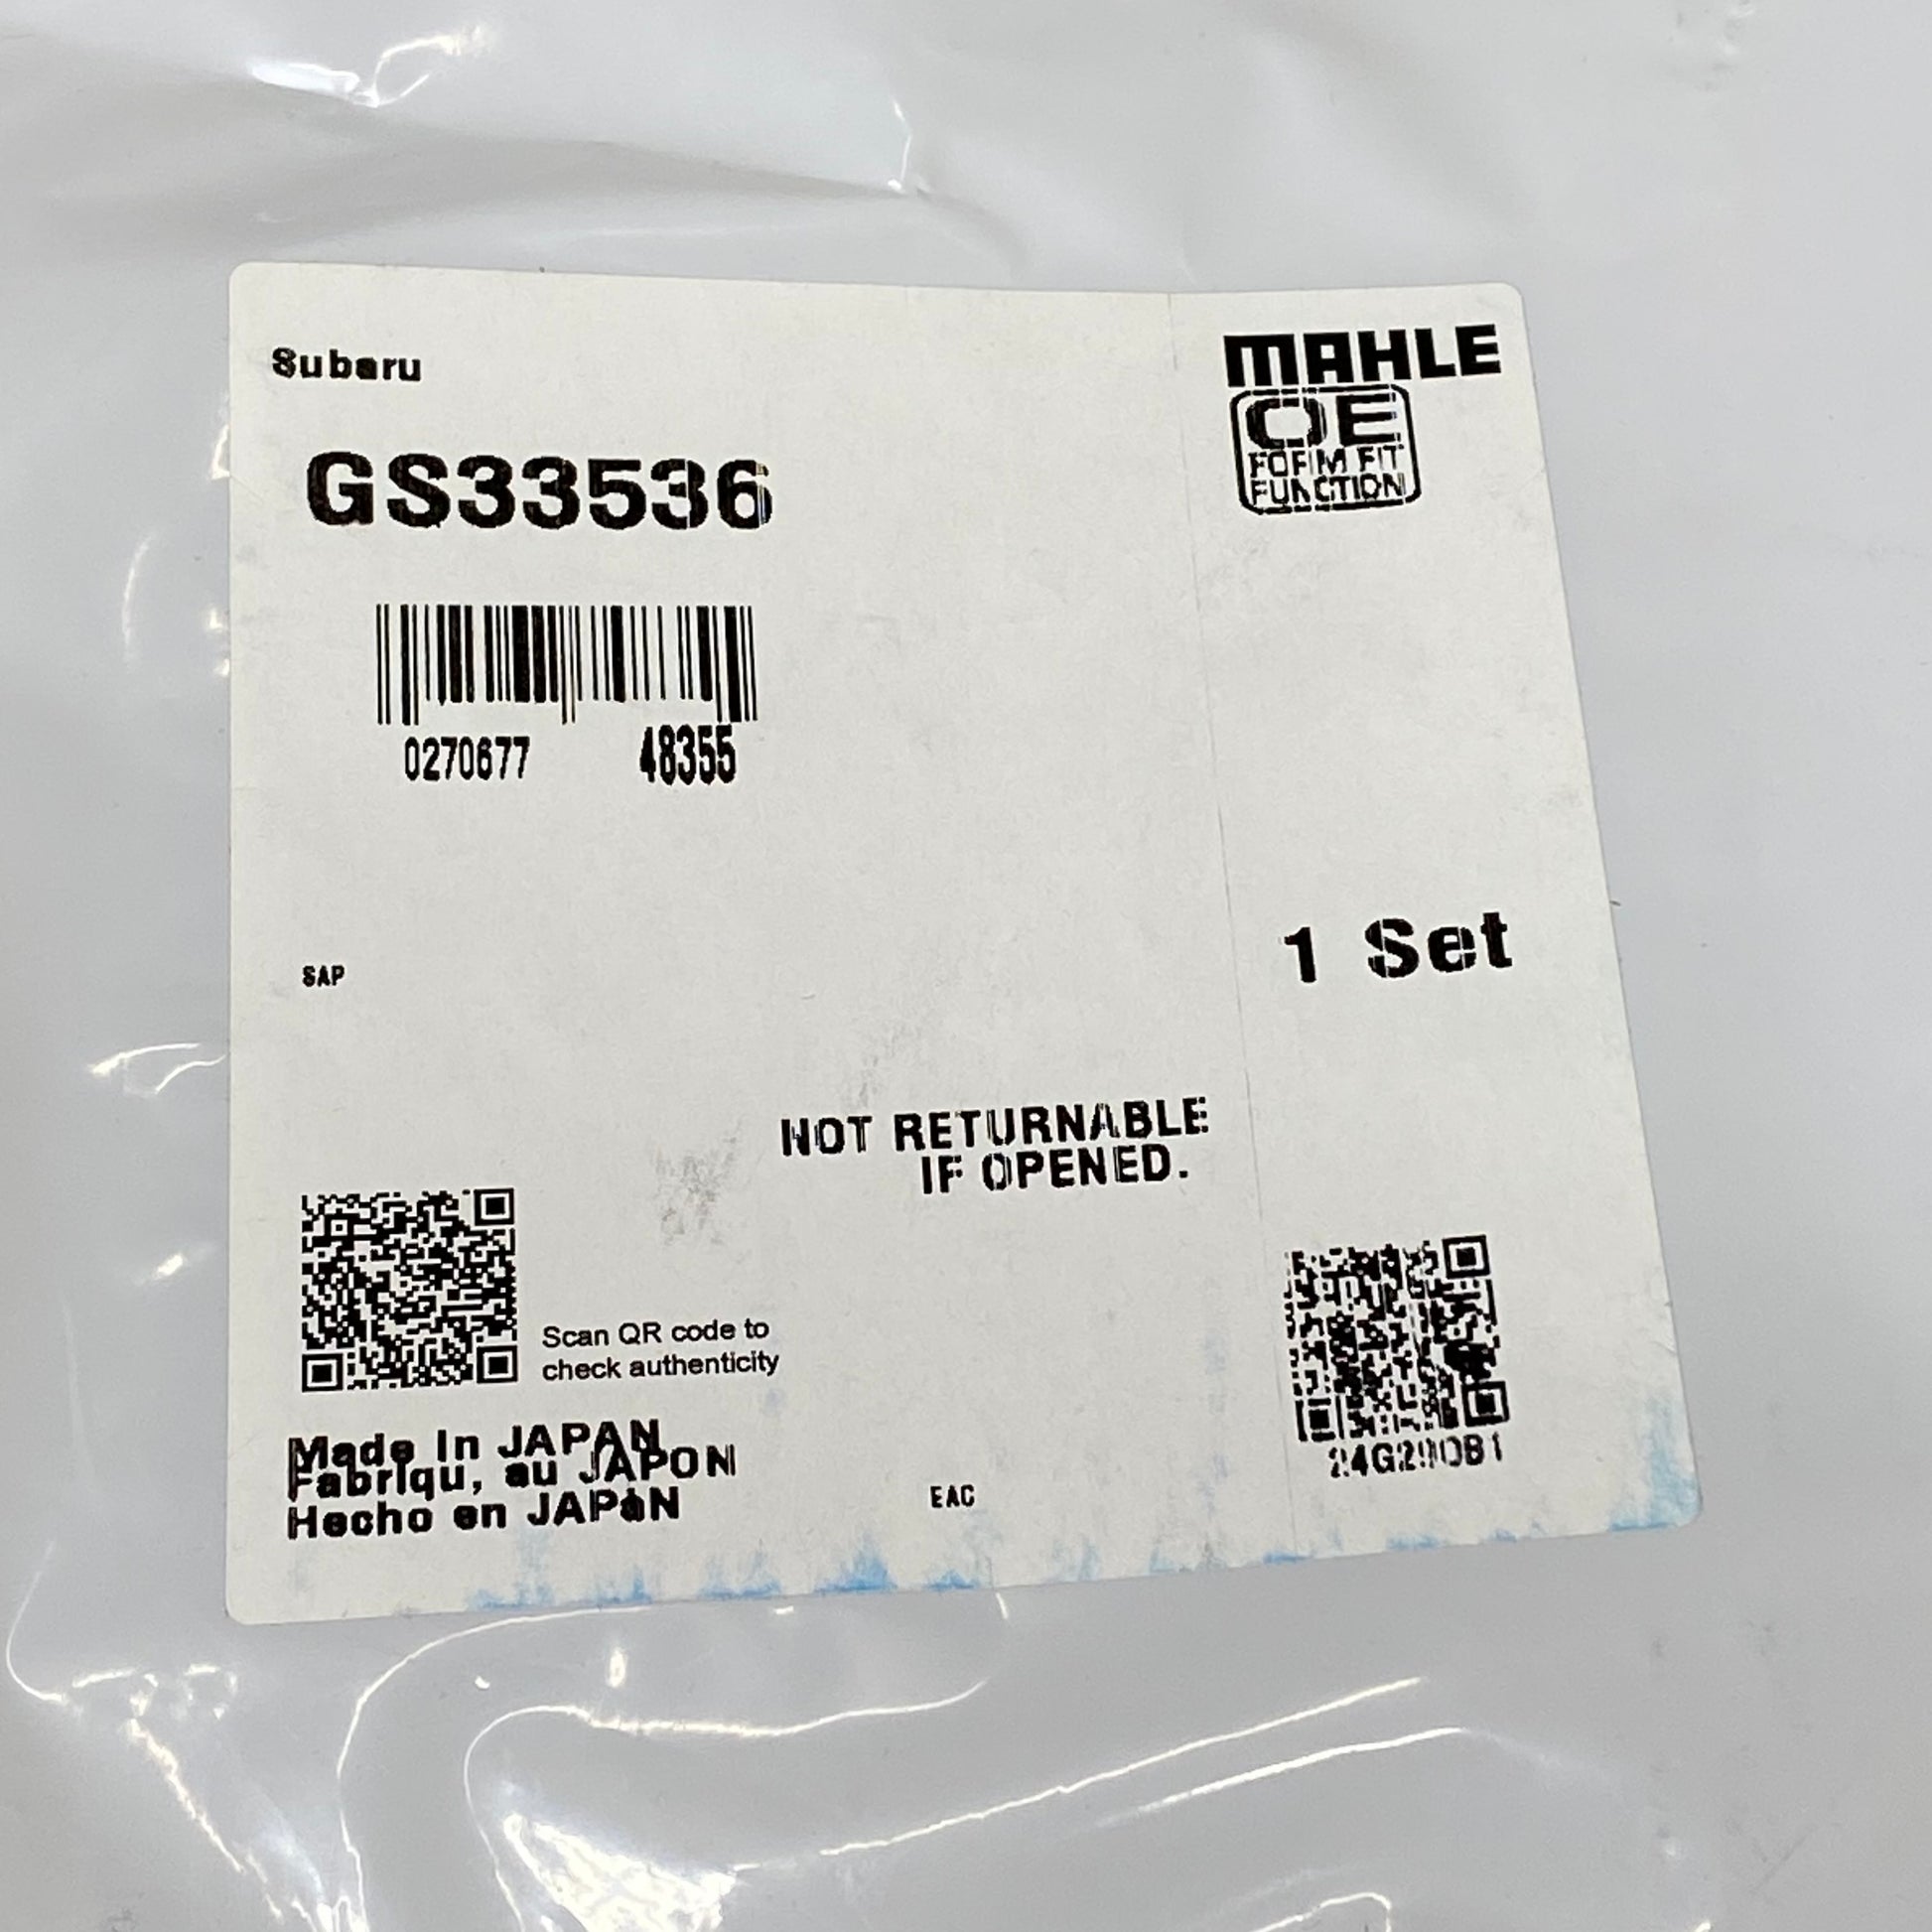 Subaru
MAHLE
OE
FORM FIT
FUNCTION
GS33536
0270677 48355
SAP
1 Set
NOT RETURNABLE
IF OPENED.
Scan QR code to
check authenticity
Made In JAPAN
Fabriqu, au JAPON
Hecho en JAPàN
EAC